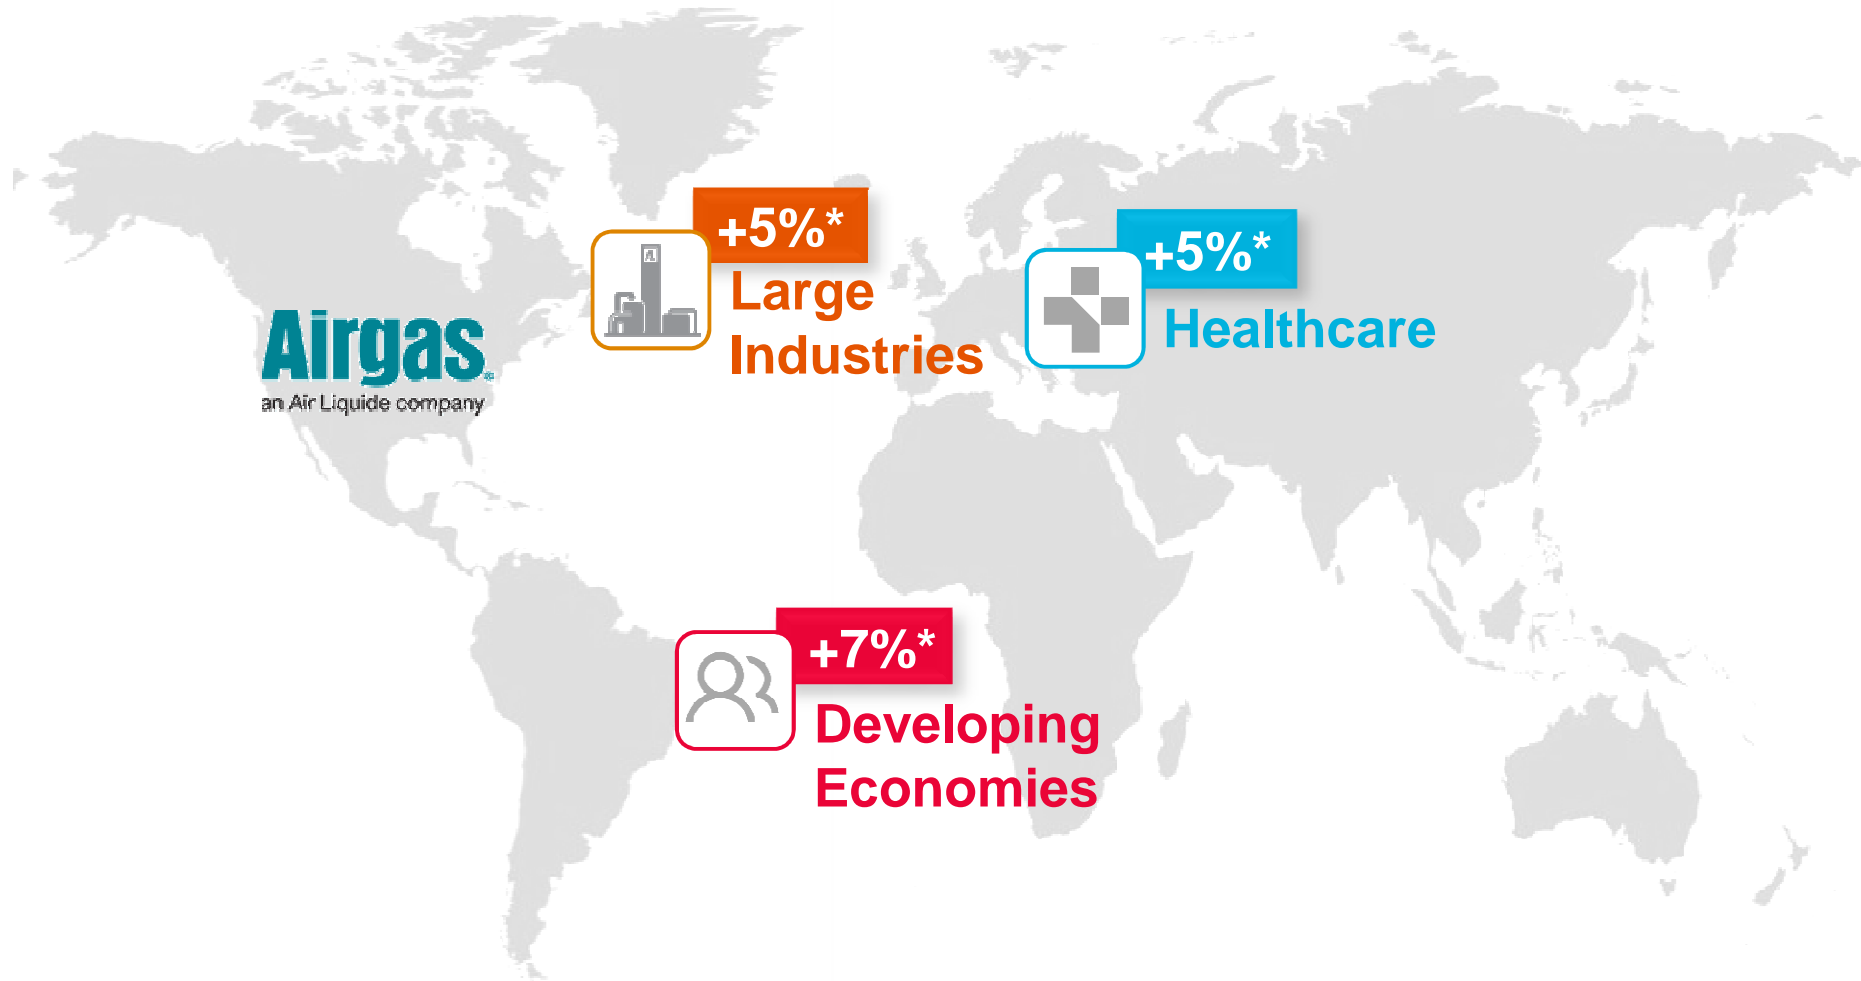 +5%*
Large
Industries
+5%*
Healthcare
Airgas
an Air Liquide company
+7%*
Developing
Economies